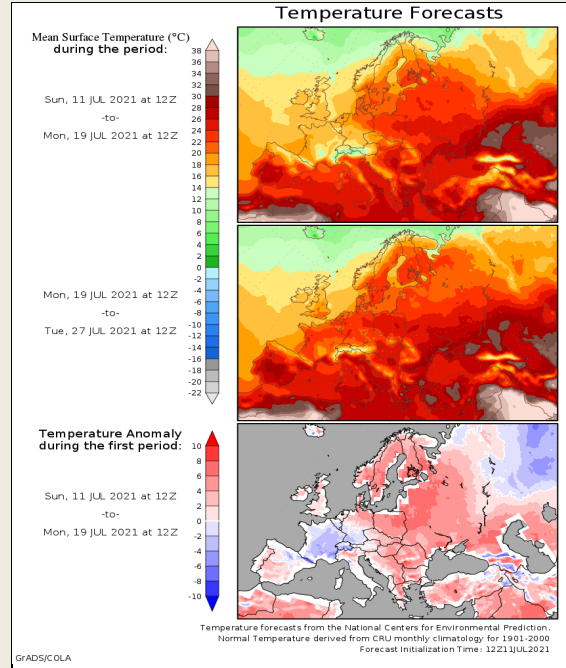 Temperature Forecasts
Mean Surface Temperature (°C)
during the period:
Sun, 11 JUL 2021 at 12Z
-to-
Mon, 19 JUL 2021 at 12Z
38
36
34
32
30
28
26
24
22
20
18
16
14
12
10
8
6
4
2
0
-2
-4
-6
-8
-10
-12
-14
-16
-18
-20
-22
Mon, 19 JUL 2021 at 12Z
-to-
Tue, 27 JUL 2021 at 12Z
Temperature Anomaly
during the first period:
Sun, 11 JUL 2021 at 12Z
-to-
Mon, 19 JUL 2021 at 12Z
10
8
6
4
2
0
-2
-4
-6
-8
-10
Temperature forecasts from the National Centers for Environmental Prediction.
Normal Temperature derived from CRU monthly climatology for 1901-2000
Forecast Initialization Time: 12Z11JUL2021
GrADS/COLA